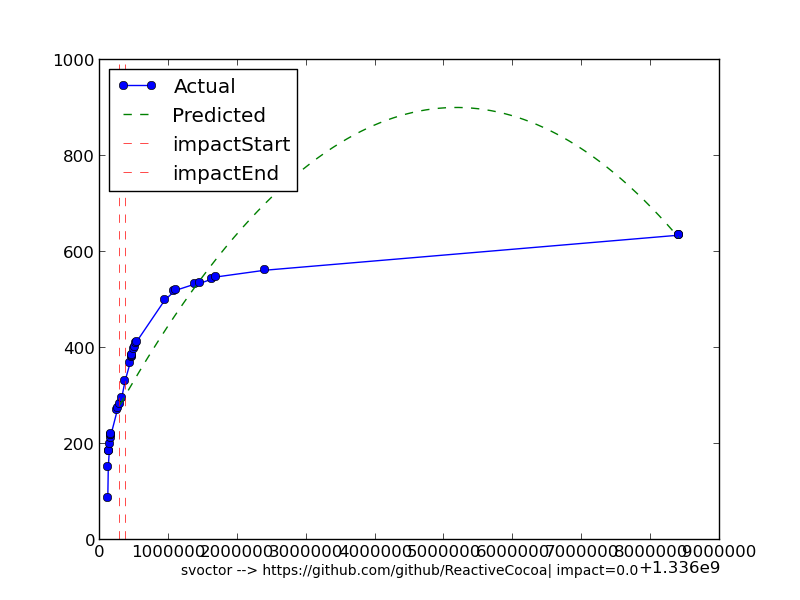 1000
800
600
400
200
0
Actual
Predicted
impactStart
impactEnd
0 1000000 2000000 3000000 4000000 5000000 6000000 7000000 8000000 9000000
svoctor --> https://github.com/github/ReactiveCocoa| impact=0.0 +1.336e9